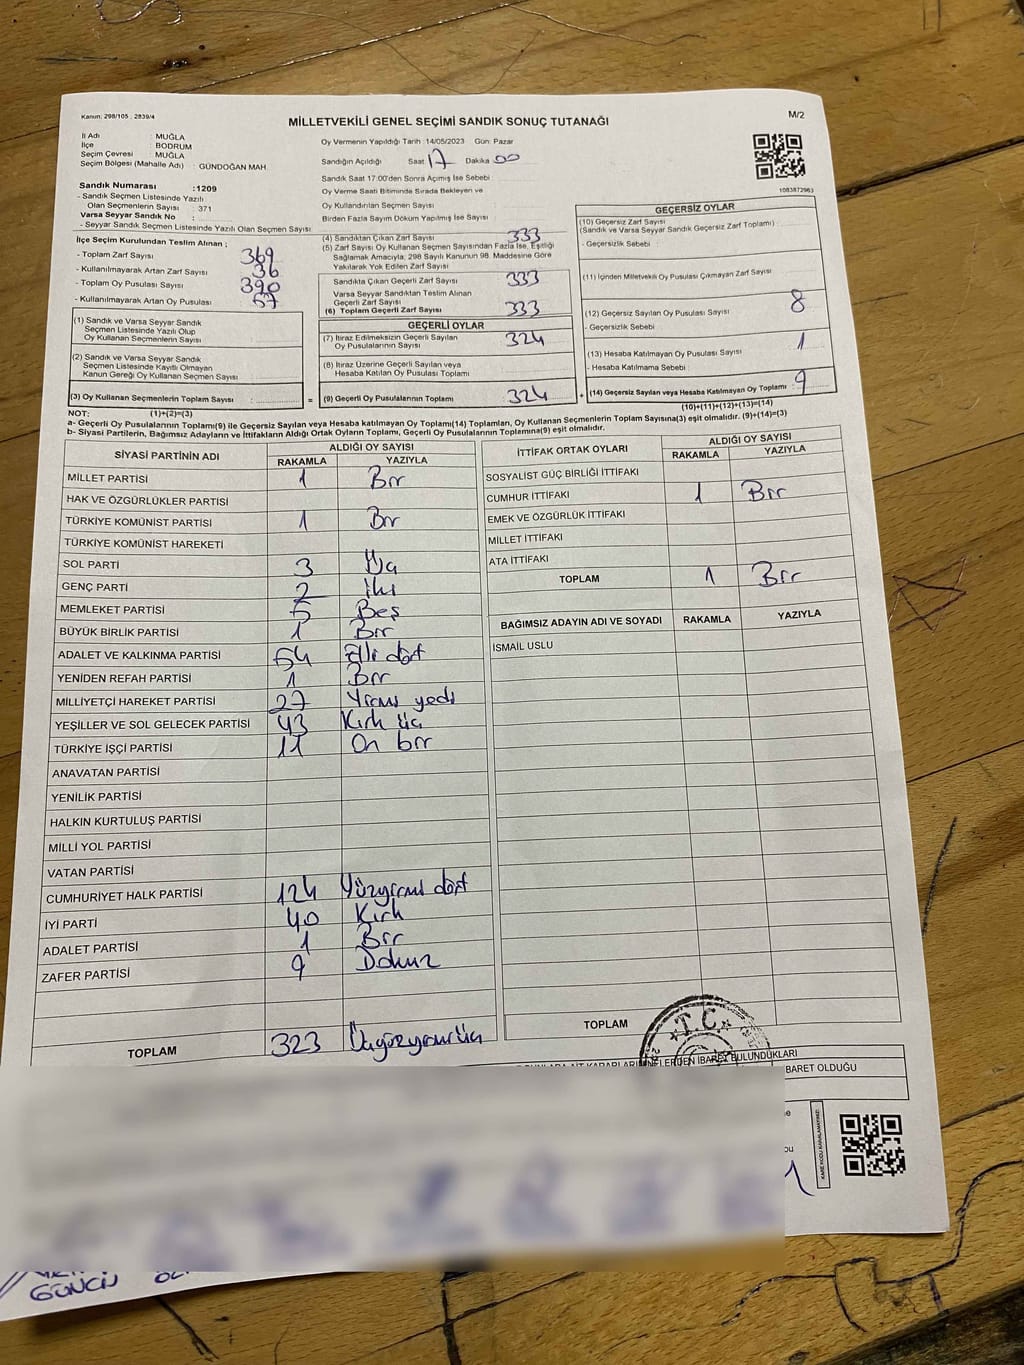 Kanun: 298/105 : 2839/4
MİLLETVEKİLİ GENEL SEÇİMİ SANDIK SONUÇ TUTANAĞI
M/2
İl Adı : MUĞLA
İlçe : BODRUM
Seçim Çevresi : MUĞLA
Seçim Bölgesi (Mahalle Adı) : GÜNDOĞAN MAH.
Oy Vermenin Yapıldığı Tarih : 14/05/2023 Gün: Pazar
Sandığın Açıldığı Saat 17 Dakika 00
Sandık Saat 17:00'den Sonra Açılmış İse Sebebi
Oy Verme Saati Bitiminde Sırada Bekleyen ve
Oy Kullandırılan Seçmen Sayısı
Birden Fazla Sayım Döküm Yapılmış İse Sayısı
1083872963
Sandık Numarası : 1209
- Sandık Seçmen Listesinde Yazılı
Olan Seçmenlerin Sayısı : 371
Varsa Seyyar Sandık No :
- Seyyar Sandık Seçmen Listesinde Yazılı Olan Seçmen Sayısı
İlçe Seçim Kurulundan Teslim Alınan ;
- Toplam Zarf Sayısı : 369
- Kullanılmayarak Artan Zarf Sayısı : 36
- Toplam Oy Pusulası Sayısı : 390
- Kullanılmayarak Artan Oy Pusulası : 57
(1) Sandık ve Varsa Seyyar Sandık
Seçmen Listesinde Yazılı Olup
Oy Kullanan Seçmenlerin Sayısı :
(2) Sandık ve Varsa Seyyar Sandık
Seçmen Listesinde Kayıtlı Olmayan
Kanun Gereği Oy Kullanan Seçmen Sayısı :
(3) Oy Kullanan Seçmenlerin Toplam Sayısı :
=
(4) Sandıktan Çıkan Zarf Sayısı 333
(5) Zarf Sayısı Oy Kullanan Seçmen Sayısından Fazla İse, Eşitliği
Sağlamak Amacıyla, 298 Sayılı Kanunun 98. Maddesine Göre
Yakılarak Yok Edilen Zarf Sayısı
Sandıkta Çıkan Geçerli Zarf Sayısı 333
Varsa Seyyar Sandıktan Teslim Alınan
Geçerli Zarf Sayısı
(6) Toplam Geçerli Zarf Sayısı 333
GEÇERLİ OYLAR
(7) İtiraz Edilmeksizin Geçerli Sayılan
Oy Pusulalarının Sayısı : 324
(8) İtiraz Üzerine Geçerli Sayılan veya
Hesaba Katılan Oy Pusulası Toplamı
(9) Geçerli Oy Pusulalarının Toplamı : 324
+
GEÇERSİZ OYLAR
(10) Geçersiz Zarf Sayısı
(Sandık ve Varsa Seyyar Sandık Geçersiz Zarf Toplamı) :
- Geçersizlik Sebebi :
(11) İçinden Milletvekili Oy Pusulası Çıkmayan Zarf Sayısı
(12) Geçersiz Sayılan Oy Pusulası Sayısı : 8
- Geçersizlik Sebebi :
(13) Hesaba Katılmayan Oy Pusulası Sayısı : 1
- Hesaba Katılmama Sebebi :
(14) Geçersiz Sayılan veya Hesaba Katılmayan Oy Toplamı : 9
NOT: (1)+(2)=(3)
(10)+(11)+(12)+(13)=(14)
a- Geçerli Oy Pusulalarının Toplamı(9) ile Geçersiz Sayılan veya Hesaba Katılmayan Oy Toplamı(14) Toplamları, Oy Kullanan Seçmenlerin Toplam Sayısına(3) eşit olmalıdır. (9)+(14)=(3)
b- Siyasi Partilerin, Bağımsız Adayların ve İttifakların Aldığı Ortak Oyların Toplamı, Geçerli Oy Pusulalarının Toplamına(9) eşit olmalıdır.
SİYASİ PARTİNİN ADI ALDIĞI OY SAYISI
RAKAMLA YAZIYLA
MİLLET PARTİSİ 1 Bir
HAK VE ÖZGÜRLÜKLER PARTİSİ
TÜRKİYE KOMÜNİST PARTİSİ 1 Bir
TÜRKİYE KOMÜNİST HAREKETİ
SOL PARTİ 3 Üç
GENÇ PARTİ 2 İki
MEMLEKET PARTİSİ 5 Beş
BÜYÜK BİRLİK PARTİSİ 1 Bir
ADALET VE KALKINMA PARTİSİ 54 Elli dört
YENİDEN REFAH PARTİSİ 1 Bir
MİLLİYETÇİ HAREKET PARTİSİ 27 Yirmi yedi
YEŞİLLER VE SOL GELECEK PARTİSİ 43 Kırk üç
TÜRKİYE İŞÇİ PARTİSİ 11 On bir
ANAVATAN PARTİSİ
YENİLİK PARTİSİ
HALKIN KURTULUŞ PARTİSİ
MİLLİ YOL PARTİSİ
VATAN PARTİSİ
CUMHURİYET HALK PARTİSİ 124 Yüzyirmi dört
İYİ PARTİ 40 Kırk
ADALET PARTİSİ 1 Bir
ZAFER PARTİSİ 9 Dokuz
TOPLAM 323 Üçyüzyirmiüç
İTTİFAK ORTAK OYLARI ALDIĞI OY SAYISI
RAKAMLA YAZIYLA
SOSYALİST GÜÇ BİRLİĞİ İTTİFAKI
CUMHUR İTTİFAKI 1 Bir
EMEK VE ÖZGÜRLÜK İTTİFAKI
MİLLET İTTİFAKI
ATA İTTİFAKI
TOPLAM 1 Bir
BAĞIMSIZ ADAYIN ADI VE SOYADI RAKAMLA YAZIYLA
İSMAİL USLU
TOPLAM
T.C.
İBARET BULUNDUKLARI
BARET OLDUĞU
KARE KODU KARALAMAYINIZ!
GÜNCÜ